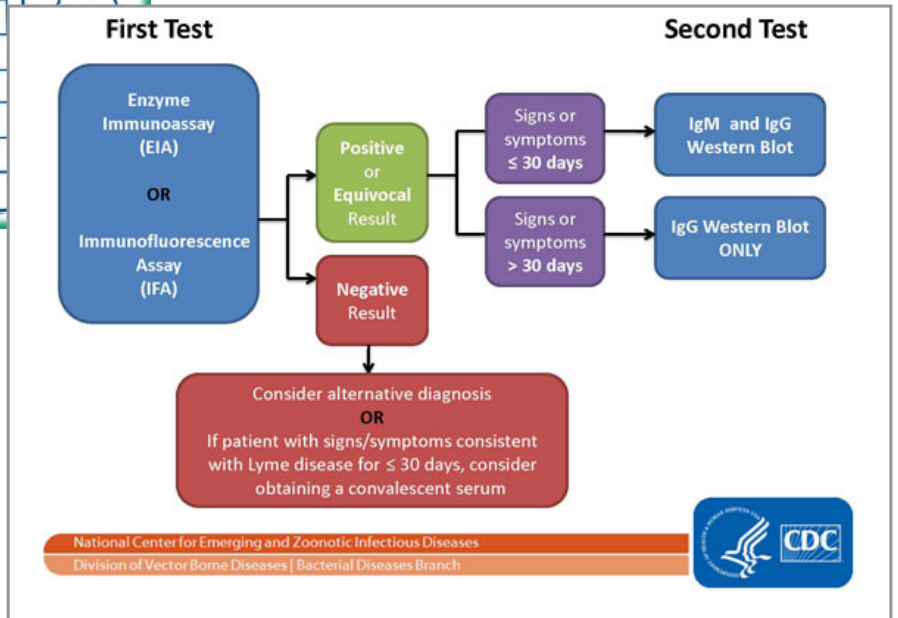 First Test
Second Test
Enzyme
Immunoassay
(EIA)
OR
Immunofluorescence
Assay
(IFA)
Positive
or
Equivocal
Result
Negative
Result
Signs or
symptoms
≤ 30 days
IgM and IgG
Western Blot
Signs or
symptoms
> 30 days
IgG Western Blot
ONLY
Consider alternative diagnosis
OR
If patient with signs/symptoms consistent
with Lyme disease for ≤ 30 days, consider
obtaining a convalescent serum
National Center for Emerging and Zoonotic Infectious Diseases
Division of Vector Borne Diseases | Bacterial Diseases Branch
CDC